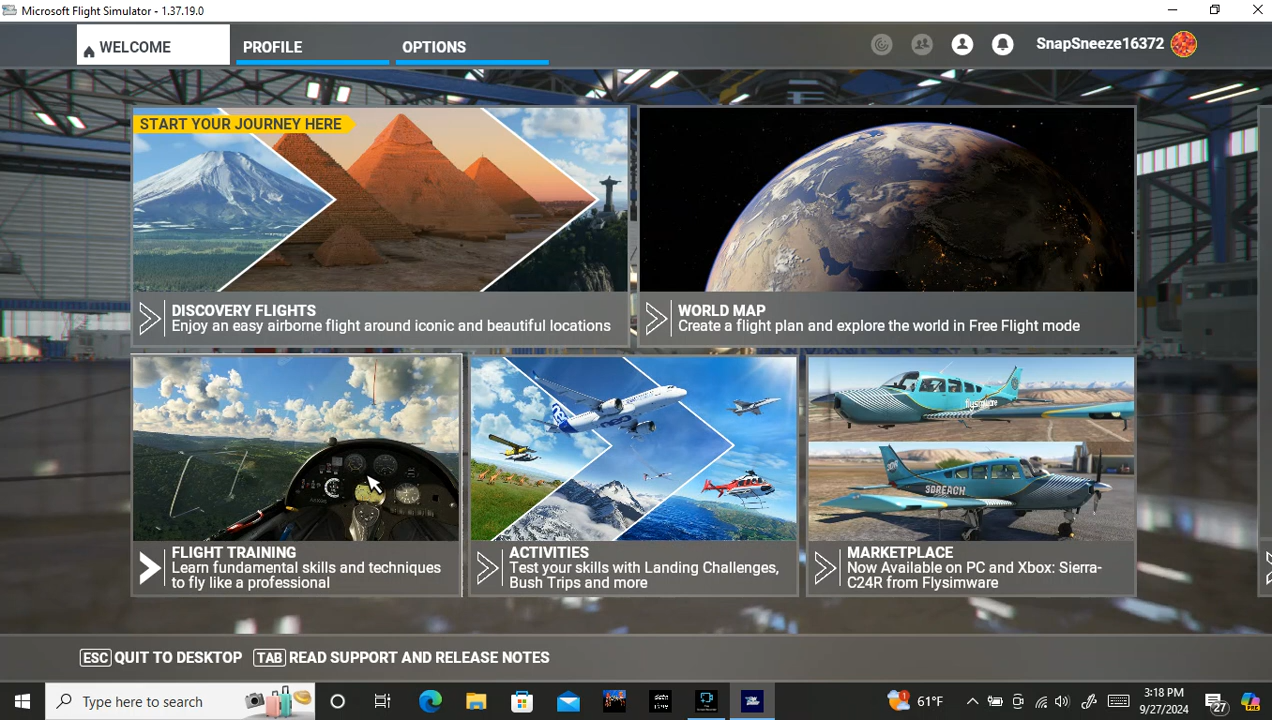 Microsoft Flight Simulator - 1.37.19.0
WELCOME
PROFILE
OPTIONS
SnapSneeze16372
START YOUR JOURNEY HERE
DISCOVERY FLIGHTS
Enjoy an easy airborne flight around iconic and beautiful locations
WORLD MAP
Create a flight plan and explore the world in Free Flight mode
flysimware
3DREACH
FLIGHT TRAINING
Learn fundamental skills and techniques
to fly like a professional
ACTIVITIES
Test your skills with Landing Challenges,
Bush Trips and more
MARKETPLACE
Now Available on PC and Xbox: Sierra-
C24R from Flysimware
ESC QUIT TO DESKTOP
TAB READ SUPPORT AND RELEASE NOTES
Type here to search
1
61°F
3:18 PM
9/27/2024
27
PRE